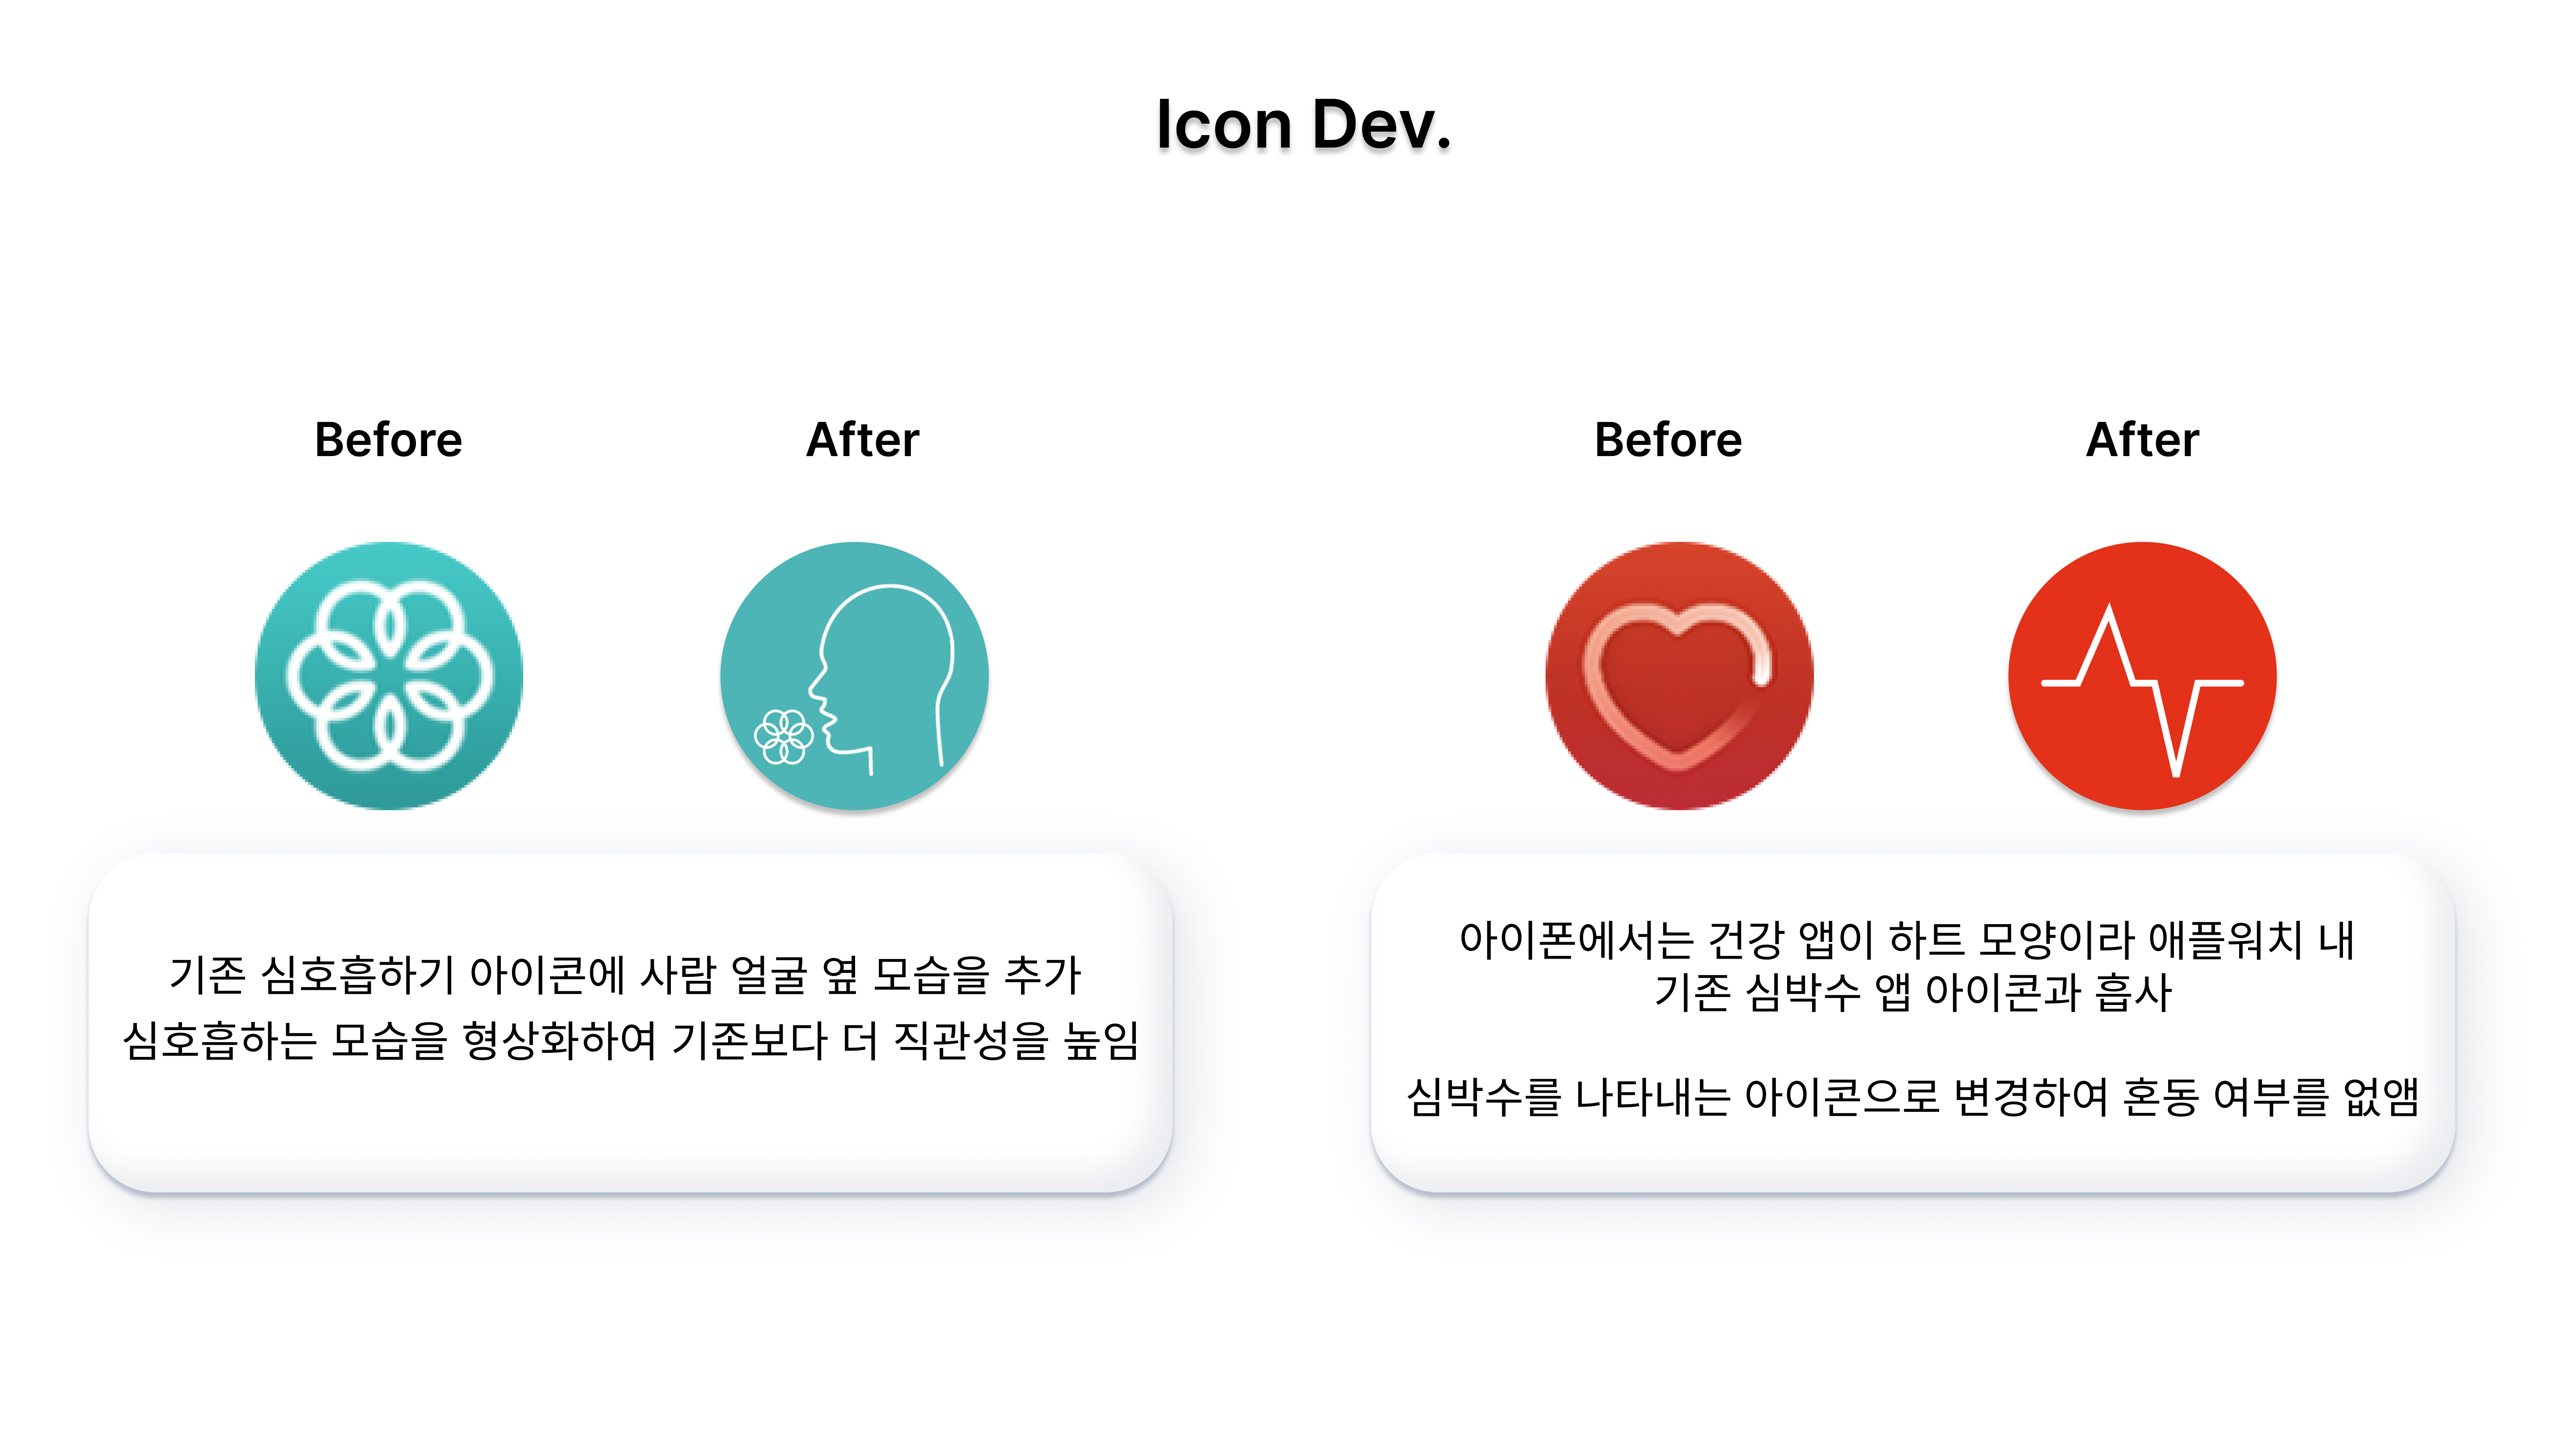 Icon Dev.
Before
After
기존 심호흡하기 아이콘에 사람 얼굴 옆 모습을 추가
심호흡하는 모습을 형상화하여 기존보다 더 직관성을 높임
Before
After
아이폰에서는 건강 앱이 하트 모양이라 애플워치 내
기존 심박수 앱 아이콘과 흡사
심박수를 나타내는 아이콘으로 변경하여 혼동 여부를 없앰